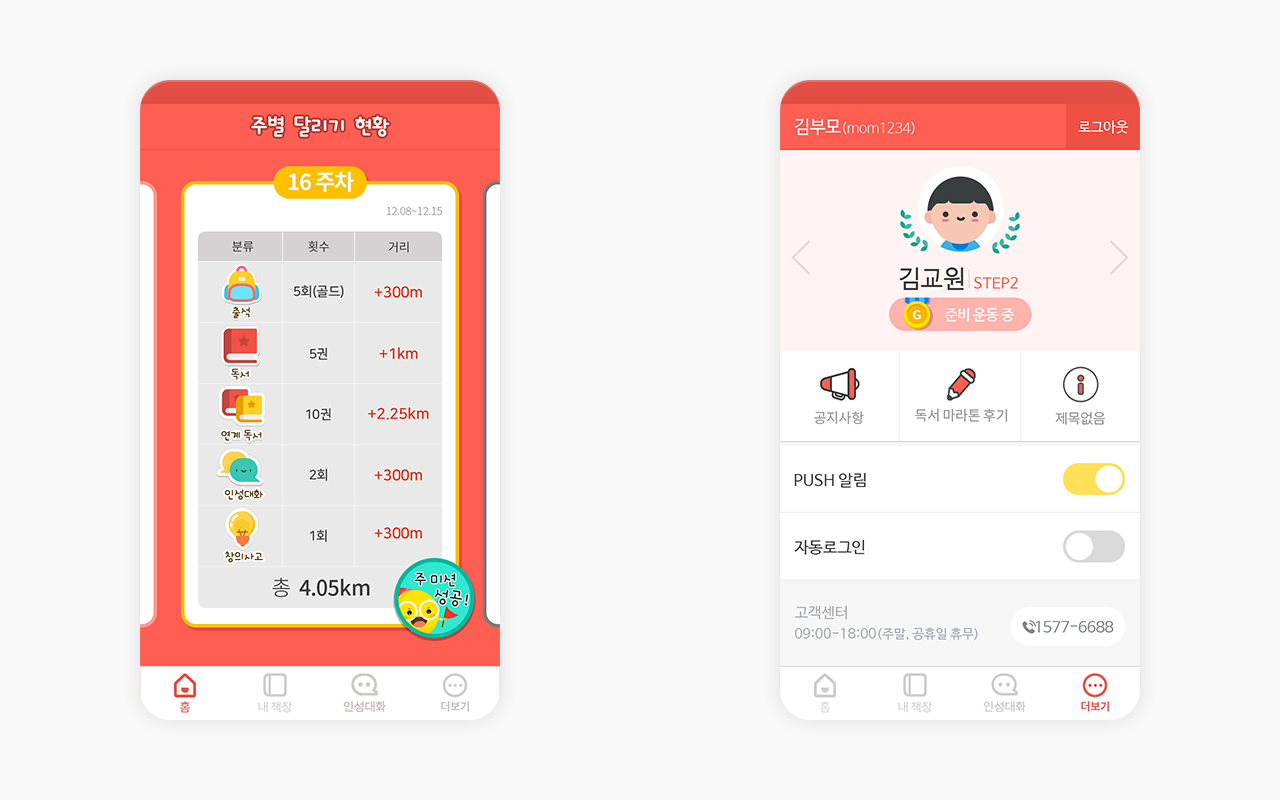 주별 달리기 현황
16 주차
12.08~12.15
분류 횟수 거리
출석 5회(골드) +300m
독서 5권 +1km
연계 독서 10권 +2.25km
인성대화 2회 +300m
창의사고 1회 +300m
총 4.05km
주 미션
성공!
홈 내 책장 인성대화 더보기
김부모(mom1234) 로그아웃
김교원 STEP2
G 준비 운동 중
공지사항 독서 마라톤 후기 제목없음
PUSH 알림
자동로그인
고객센터
09:00-18:00(주말, 공휴일 휴무) 1577-6688
홈 내 책장 인성대화 더보기